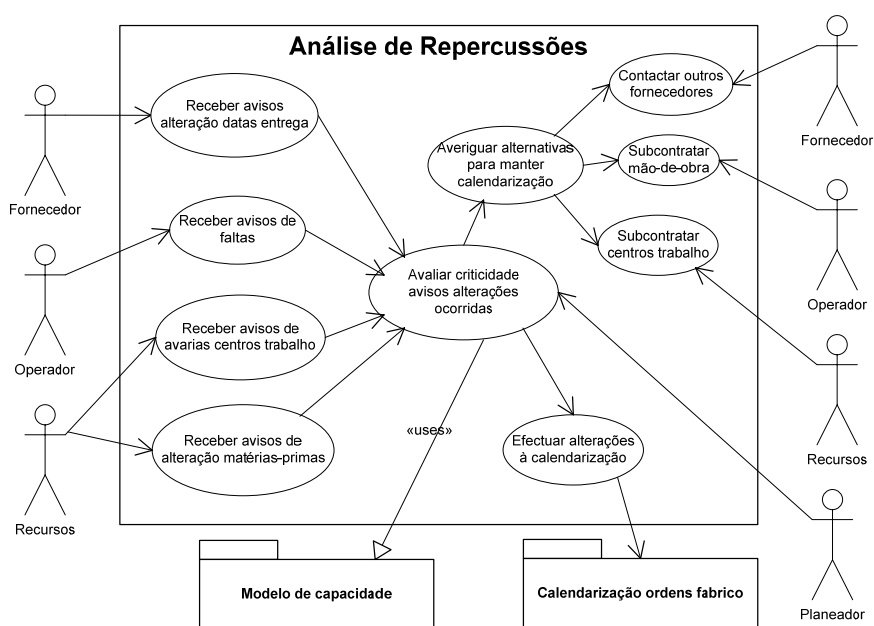 Análise de Repercussões
Receber avisos
alteração datas entrega
Fornecedor
Receber avisos de
faltas
Operador
Receber avisos de
avarias centros trabalho
Receber avisos de
alteração matérias-primas
Recursos
Averiguar alternativas
para manter
calendarização
Avaliar criticidade
avisos alterações
ocorridas
«uses»
Efectuar alterações
à calendarização
Contactar outros
fornecedores
Fornecedor
Subcontratar
mão-de-obra
Operador
Subcontratar
centros trabalho
Recursos
Planeador
Modelo de capacidade
Calendarização ordens fabrico